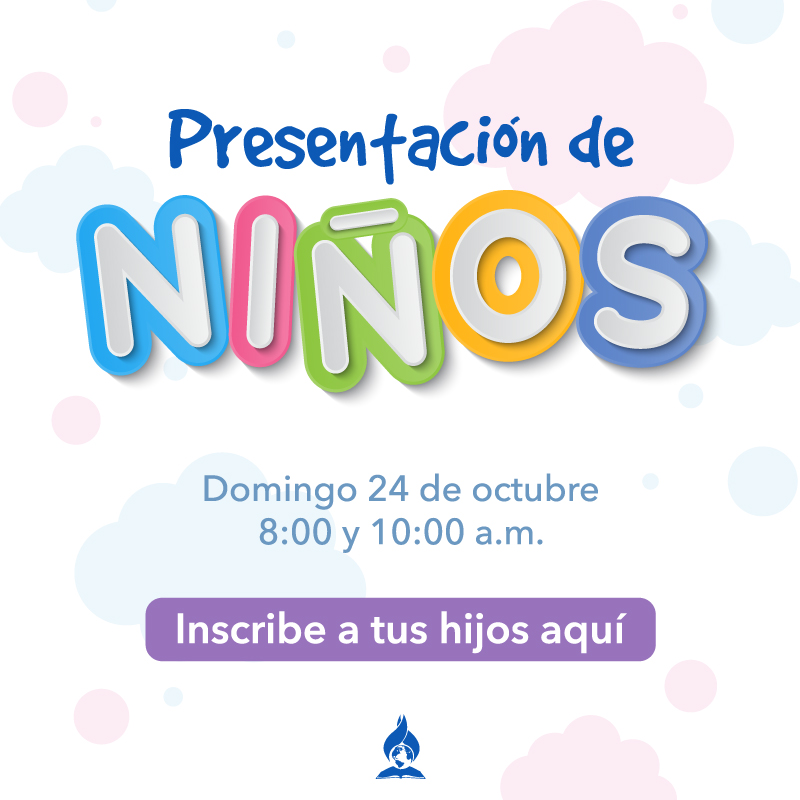 Presentación de
NIÑOS
Domingo 24 de octubre
8:00 y 10:00 a.m.
Inscribe a tus hijos aquí